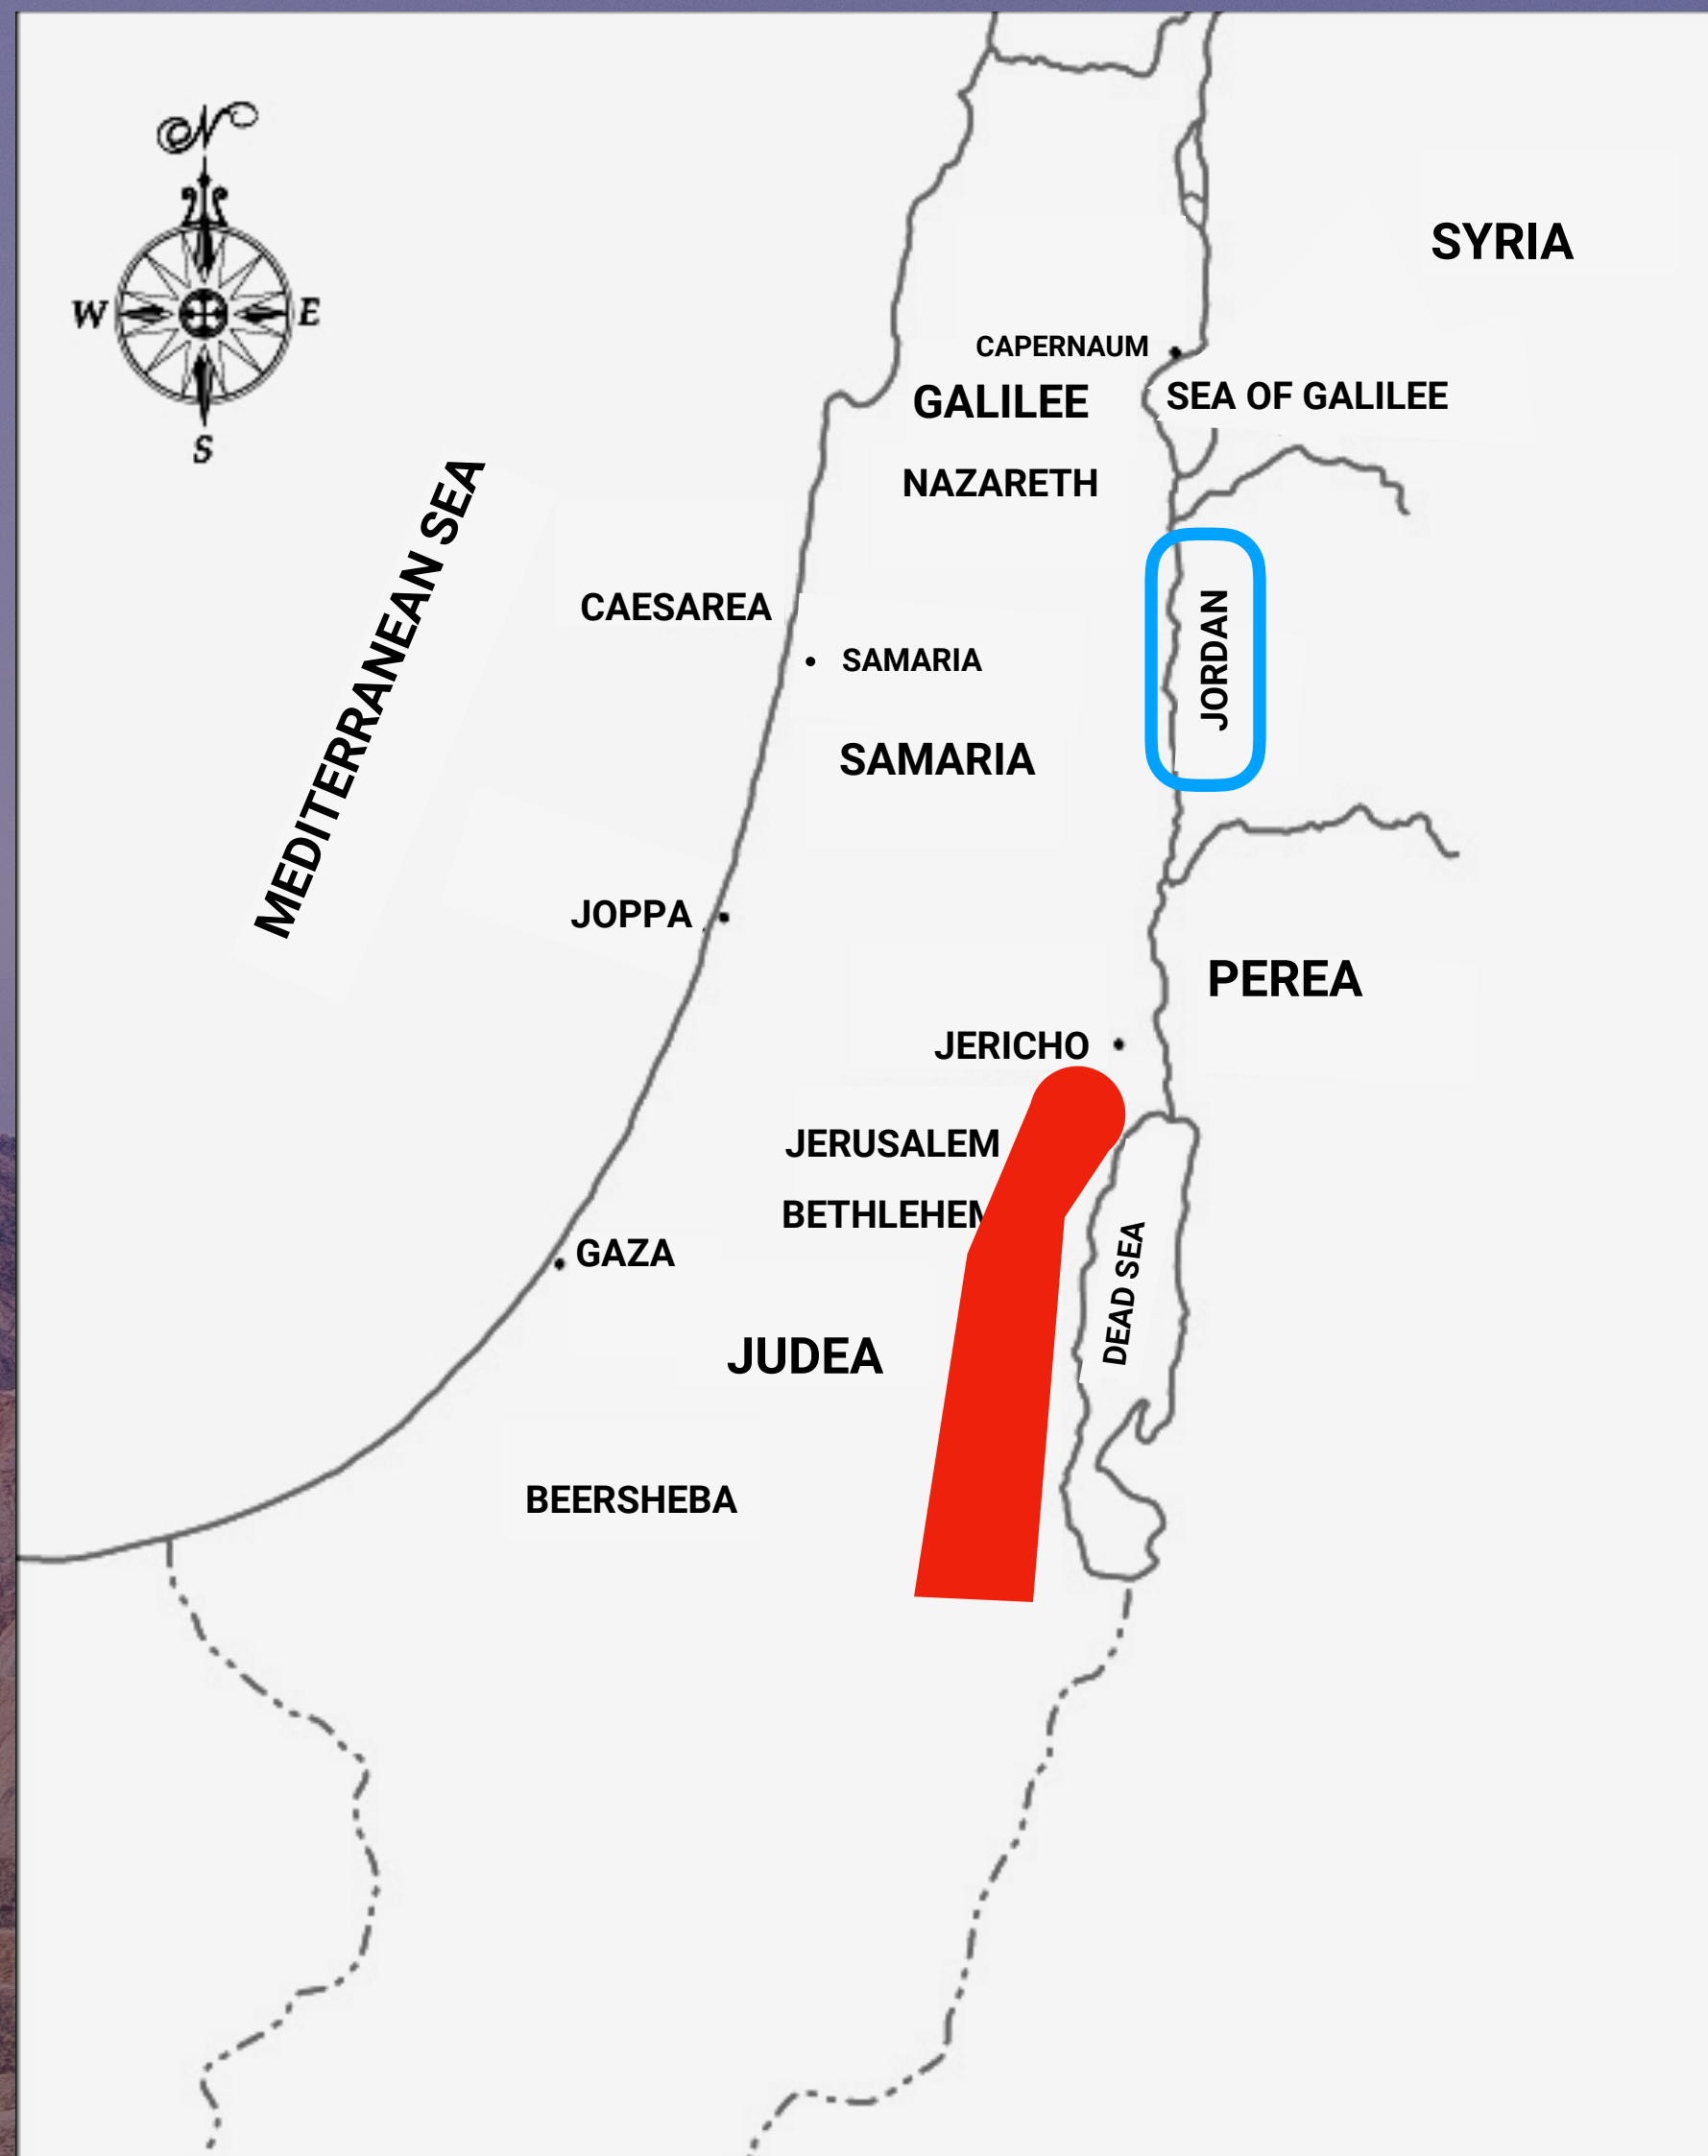 N
W
E
S
SYRIA
CAPERNAUM
GALILEE
SEA OF GALILEE
NAZARETH
MEDITERRANEAN SEA
CAESAREA
JORDAN
SAMARIA
SAMARIA
JOPPA
PEREA
JERICHO
JERUSALEM
BETHLEHEM
GAZA
DEAD SEA
JUDEA
BEERSHEBA